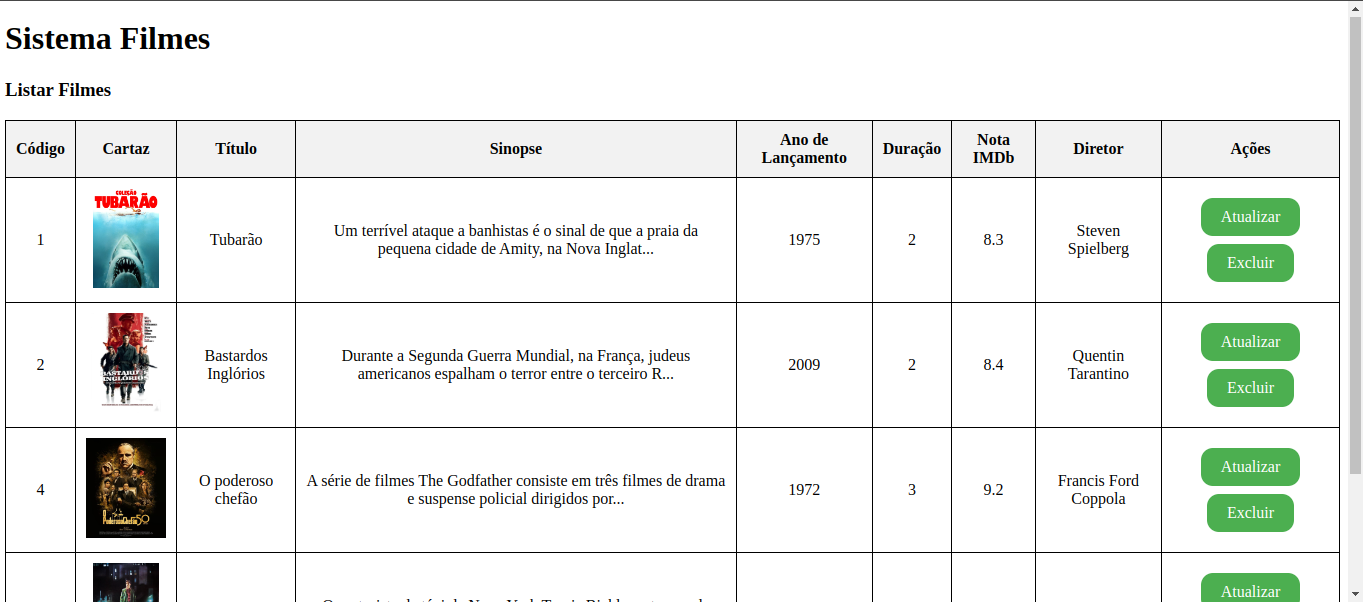 Sistema Filmes
Listar Filmes
Código Cartaz Título Sinopse Ano de Lançamento Duração Nota IMDb Diretor Ações
COLEÇÃO
TUBARÃO
1 Tubarão Um terrível ataque a banhistas é o sinal de que a praia da
pequena cidade de Amity, na Nova Inglat... 1975 2 8.3 Steven Spielberg Atualizar
Excluir
BASTARDOS
INGLÓRIOS
2 Bastardos Inglórios Durante a Segunda Guerra Mundial, na França, judeus
americanos espalham o terror entre o terceiro R... 2009 2 8.4 Quentin Tarantino Atualizar
Excluir
4 O poderoso chefão A série de filmes The Godfather consiste em três filmes de drama
e suspense policial dirigidos por... 1972 3 9.2 Francis Ford Coppola Atualizar
Excluir
Atualizar